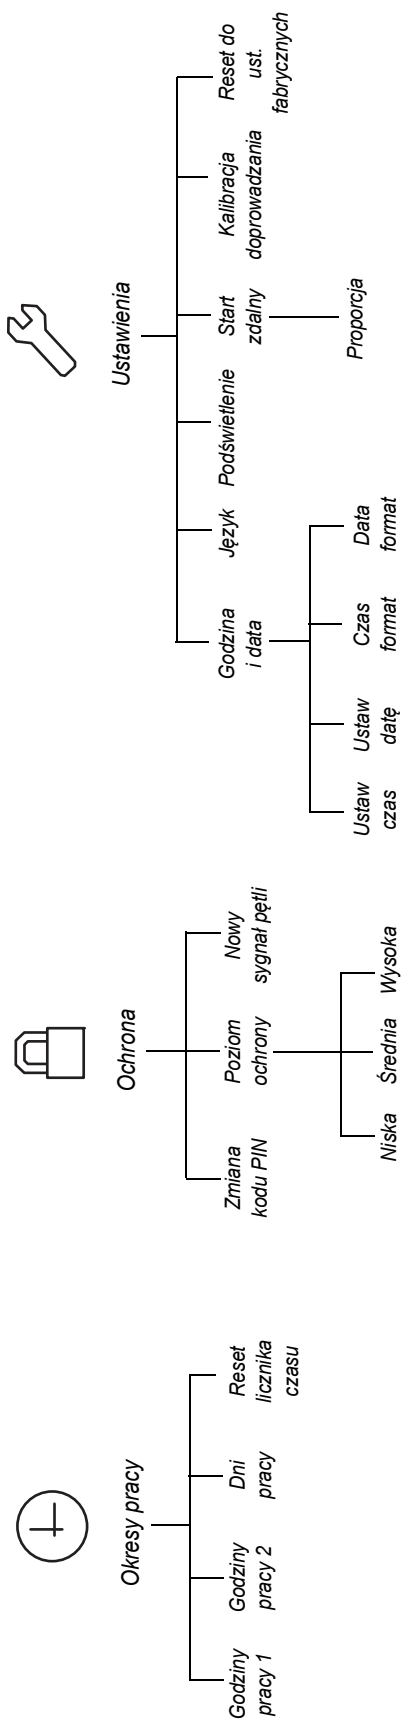 Okresy pracy
Godziny
pracy 1
Godziny
pracy 2
Dni
pracy
Reset
licznika
czasu
Ochrona
Zmiana
kodu PIN
Poziom
ochrony
Nowy
sygnał pętli
Niska
Średnia
Wysoka
Ustawienia
Godzina
i data
Język
Podświetlenie
Start
zdalny
Kalibracja
doprowadzania
Reset do
ust.
fabrycznych
Ustaw
czas
Ustaw
datę
Czas
format
Data
format
Proporcja